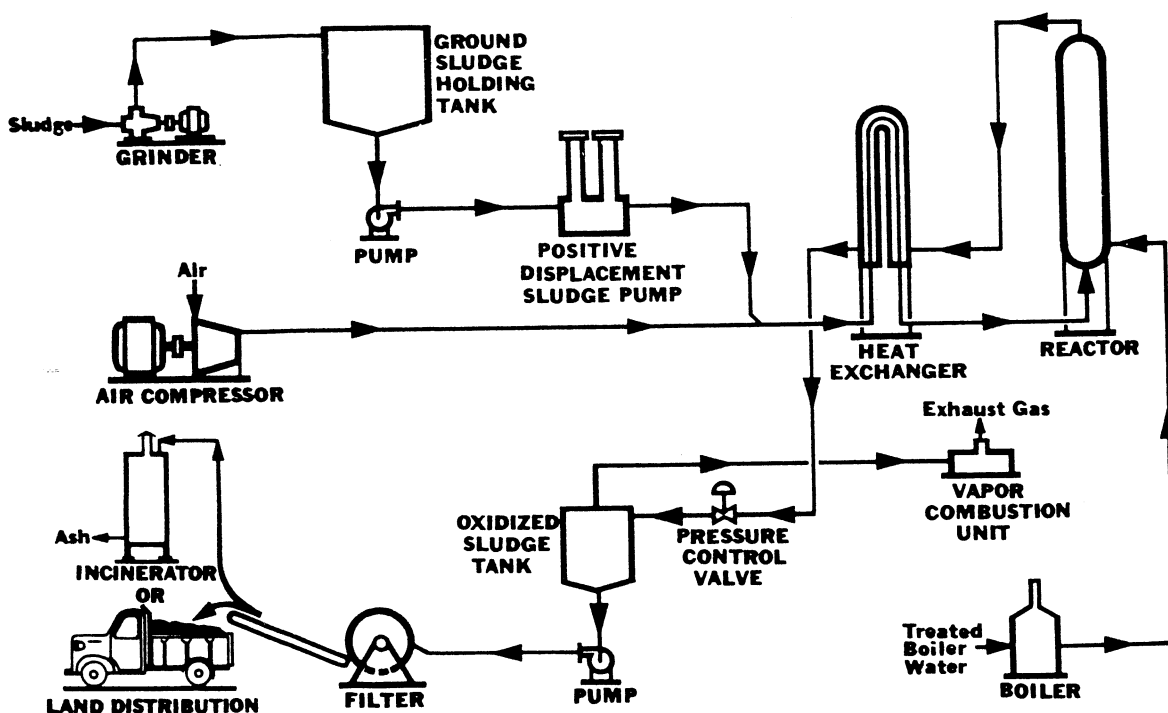 GROUND
SLUDGE
HOLDING
TANK
Sludge
GRINDER
PUMP
POSITIVE
DISPLACEMENT
SLUDGE PUMP
Air
AIR COMPRESSOR
HEAT
EXCHANGER
REACTOR
Exhaust Gas
VAPOR
COMBUSTION
UNIT
OXIDIZED
SLUDGE
TANK
PRESSURE
CONTROL
VALVE
Ash
INCINERATOR
OR
LAND DISTRIBUTION
FILTER
PUMP
Treated
Boiler
Water
BOILER